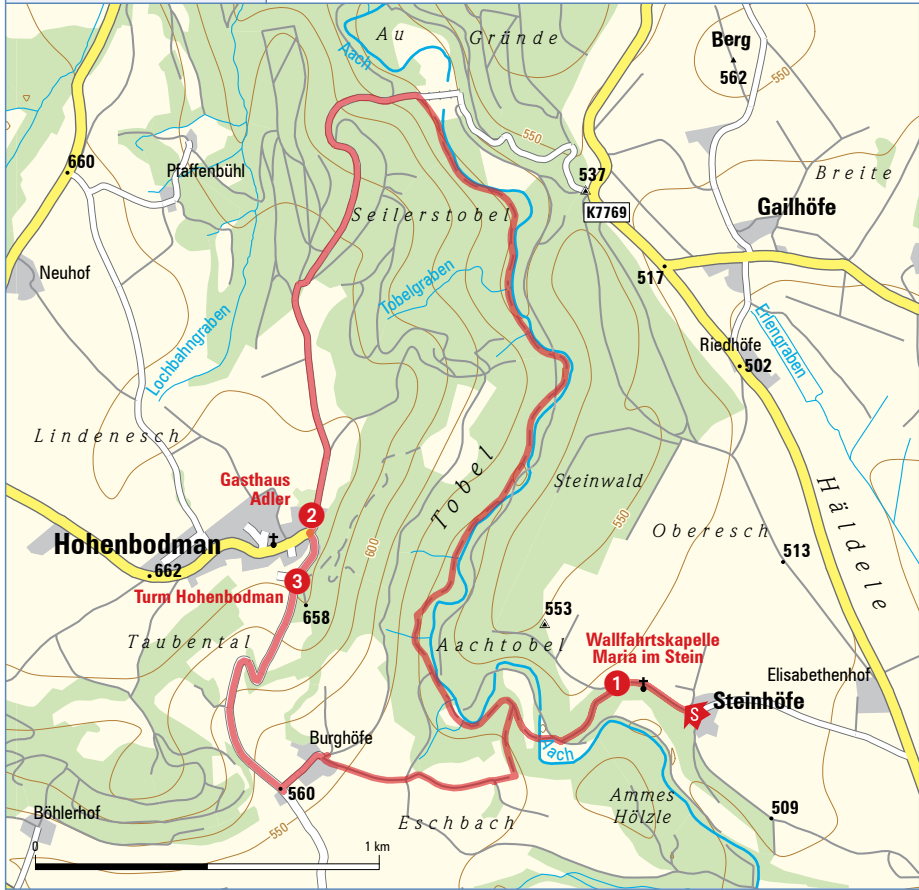 Au
Gründe
Aach
Berg
562
550
550
660
Pfaffenbühl
537
K7769
Breite
Gailhöfe
Seilerstobel
Neuhof
Tobelgraben
517
Lochbahngraben
Erlengraben
Riedhöfe
502
Lindenesch
Gasthaus
Adler
2
Tobel
Steinwald
550
Häldele
Oberesch
Hohenbodman
662
600
513
3
Turm Hohenbodman
658
553
Taubental
Aachtobel
Wallfahrtskapelle
Maria im Stein
1
Elisabethenhof
S
Steinhöfe
Burghöfe
Aach
560
Ammes
Hölzle
509
Böhlerhof
550
Eschbach
0
1 km